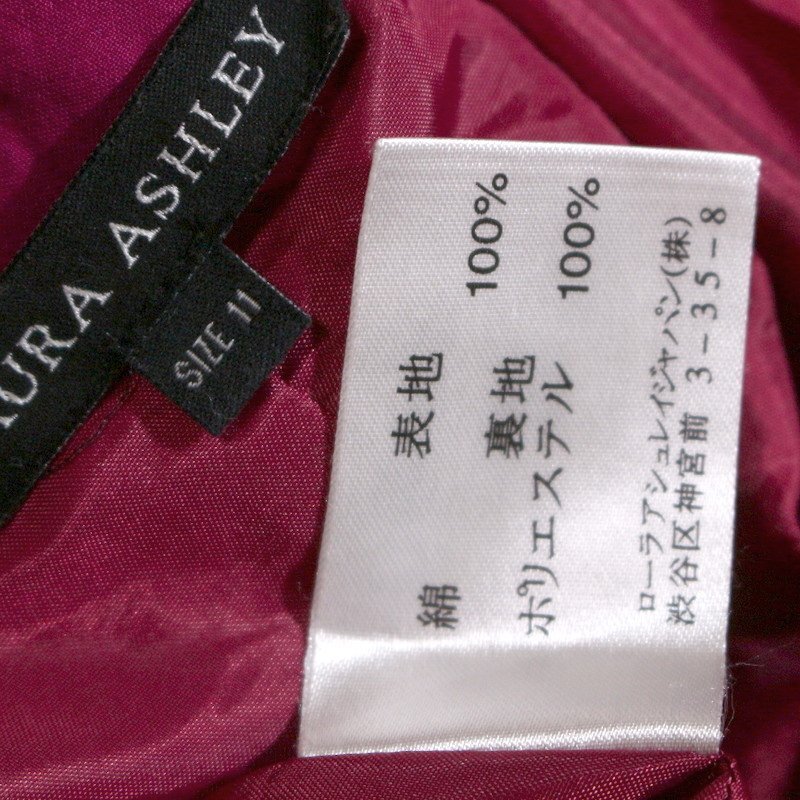 URA ASHLEY
SIZE 11
表地
綿 100%
裏地
ポリエステル 100%
ローラアシュレイジャパン(株)
渋谷区神宮前 3-35-8